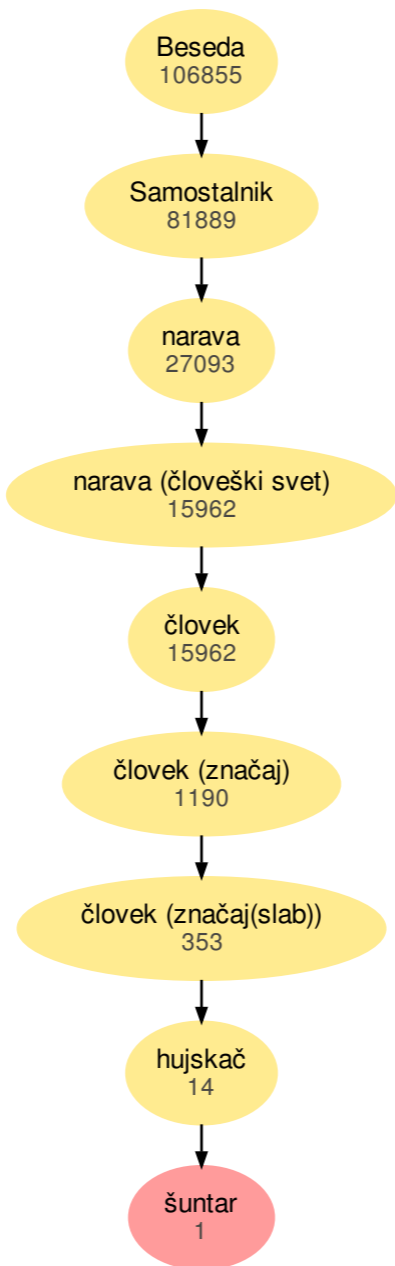 Beseda
106855
Samostalnik
81889
narava
27093
narava (človeški svet)
15962
človek
15962
človek (značaj)
1190
človek (značaj(slab))
353
hujskač
14
šuntar
1